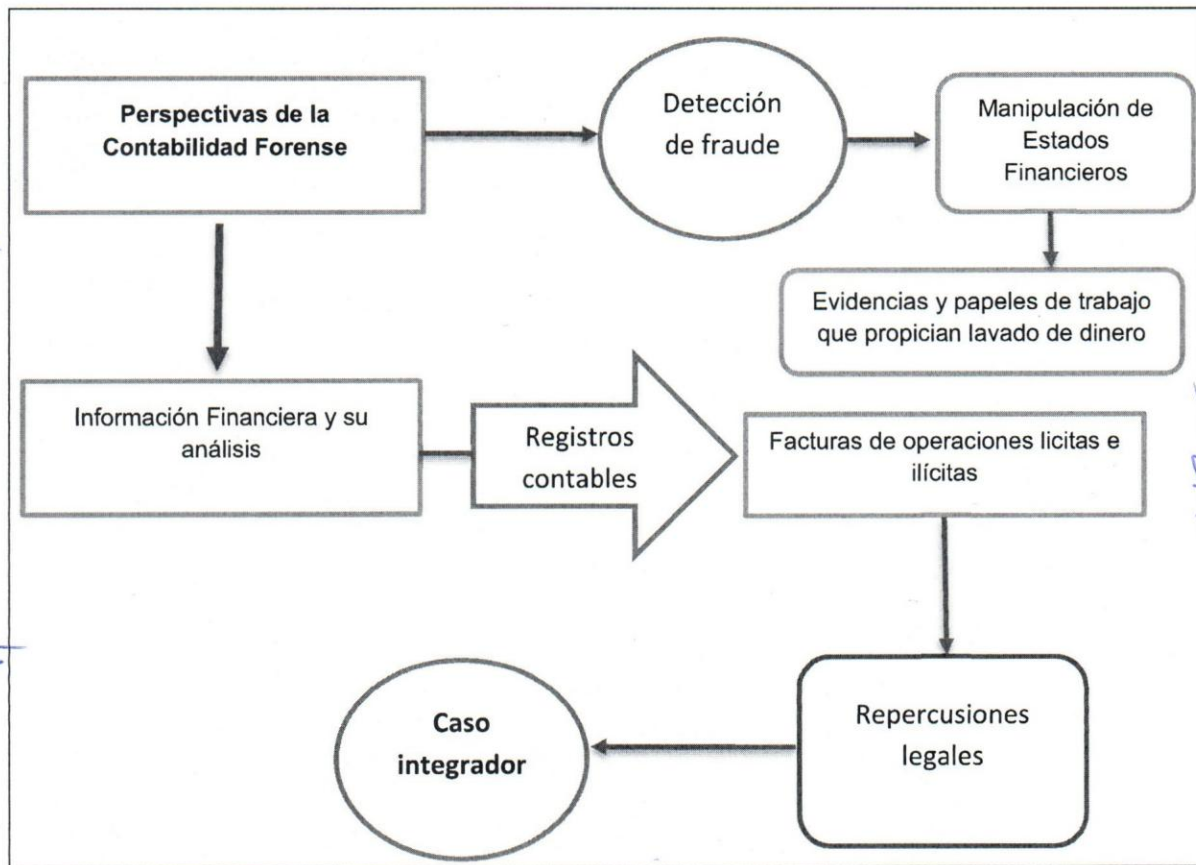 Perspectivas de la
Contabilidad Forense
Detección
de fraude
Manipulación de
Estados
Financieros
Evidencias y papeles de trabajo
que propician lavado de dinero
Información Financiera y su
análisis
Registros
contables
Facturas de operaciones licitas e
ilícitas
Repercusiones
legales
Caso
integrador